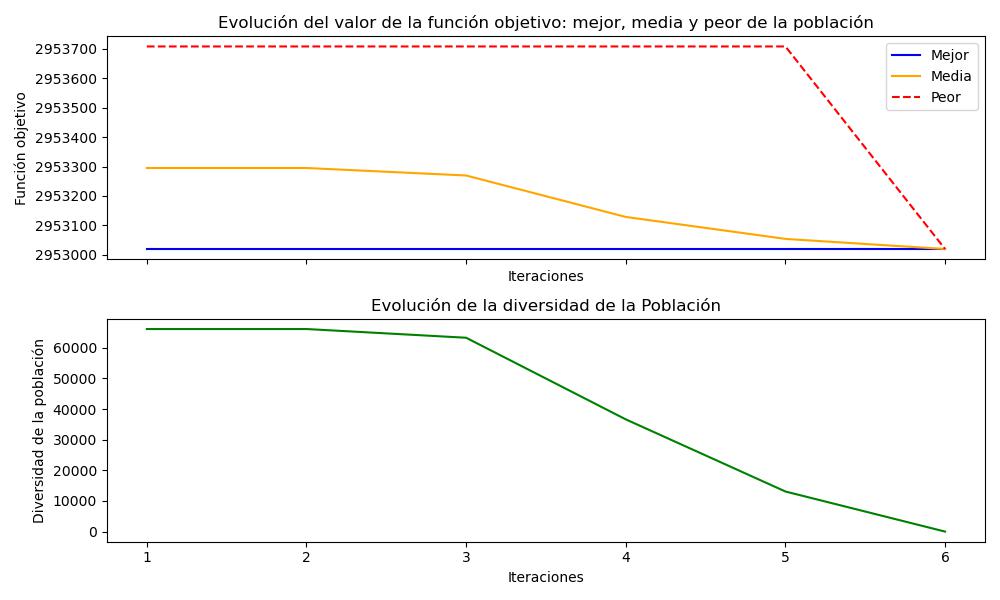 Evolución del valor de la función objetivo: mejor, media y peor de la población
2953700
2953600
2953500
2953400
2953300
2953200
2953100
2953000
Función objetivo
Mejor
Media
Peor
Iteraciones
Evolución de la diversidad de la Población
60000
50000
40000
30000
20000
10000
0
Diversidad de la población
1 2 3 4 5 6
Iteraciones